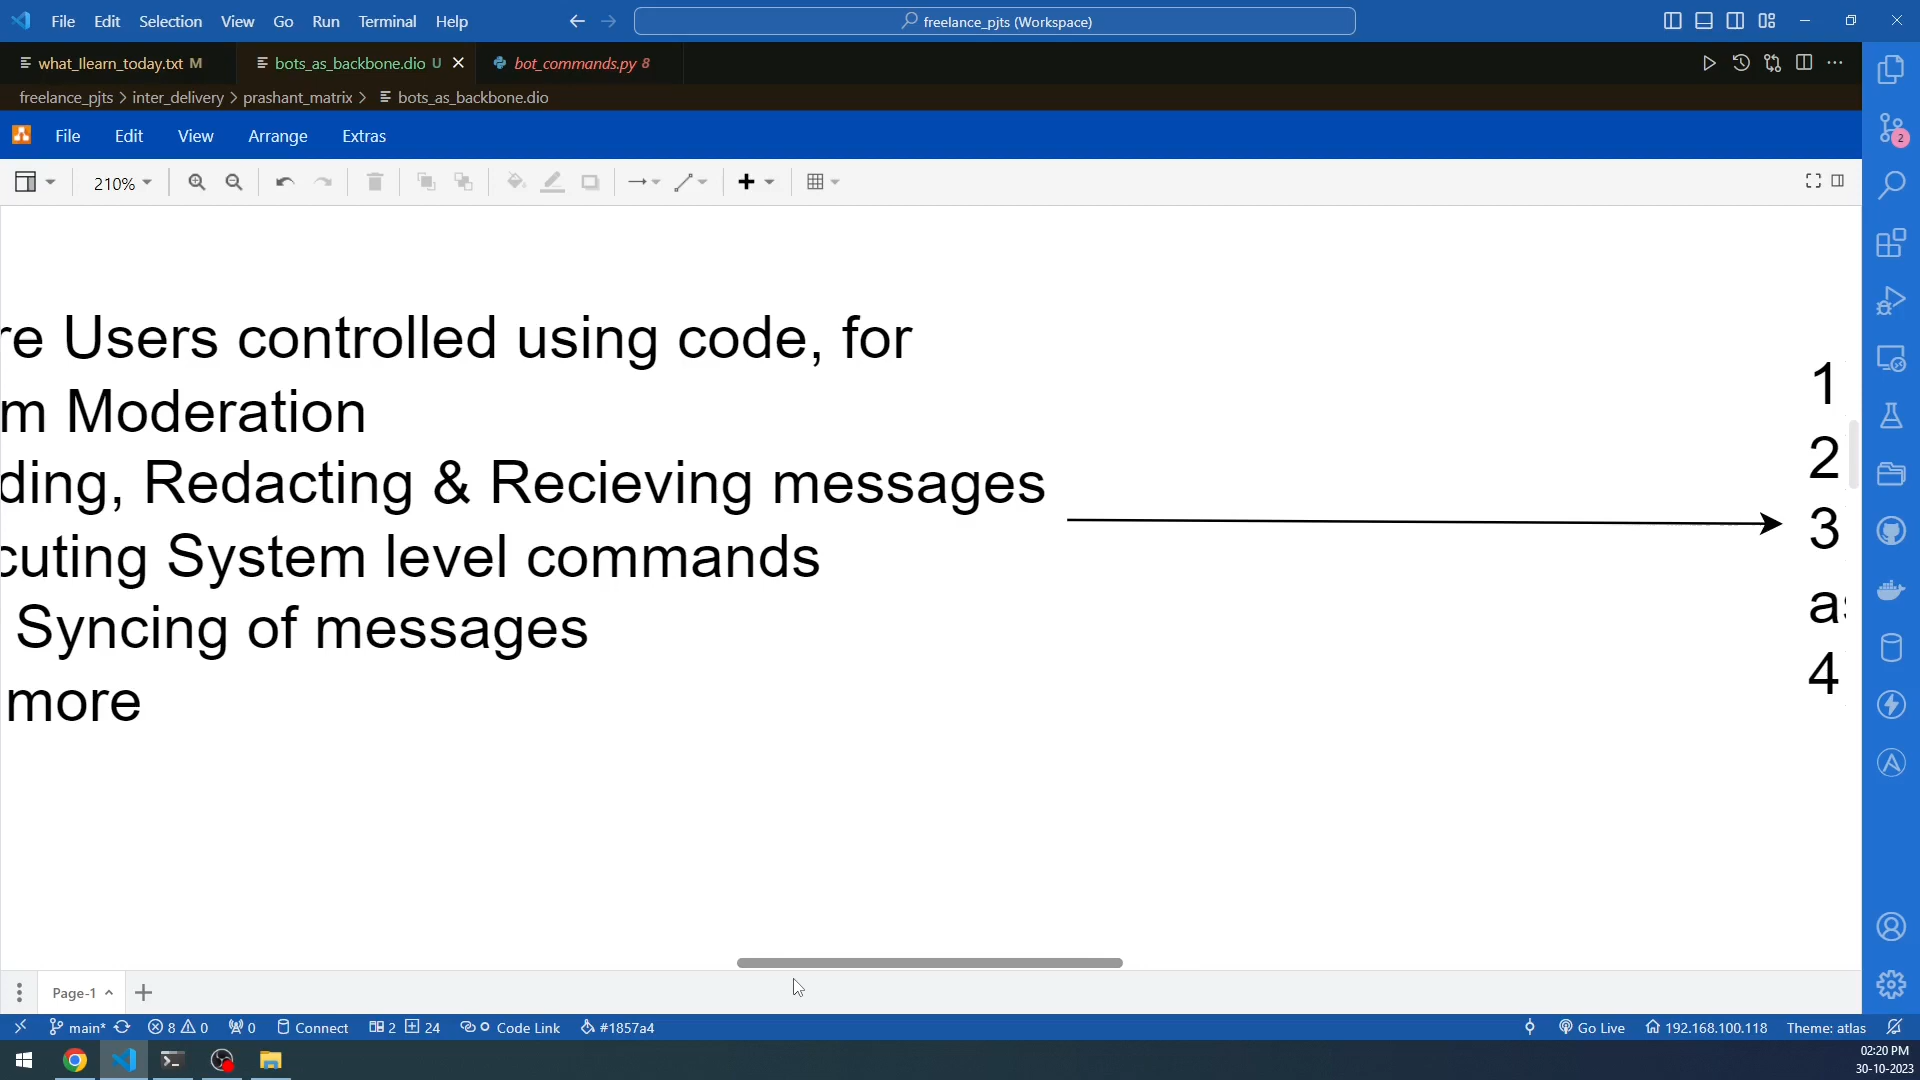 File Edit Selection View Go Run Terminal Help
freelance_pjts (Workspace)
what_Ilearn_today.txt M
bots_as_backbone.dio U
bot_commands.py 8
freelance_pjts > inter_delivery > prashant_matrix > bots_as_backbone.dio
File Edit View Arrange Extras
210%
2
re Users controlled using code, for
m Moderation
ding, Redacting & Recieving messages
cuting System level commands
Syncing of messages
more
1
2
3
as
4
Page-1
main* 8 0 0 Connect 2 24 Code Link #1857a4
Go Live 192.168.100.118 Theme: atlas
02:20 PM
30-10-2023